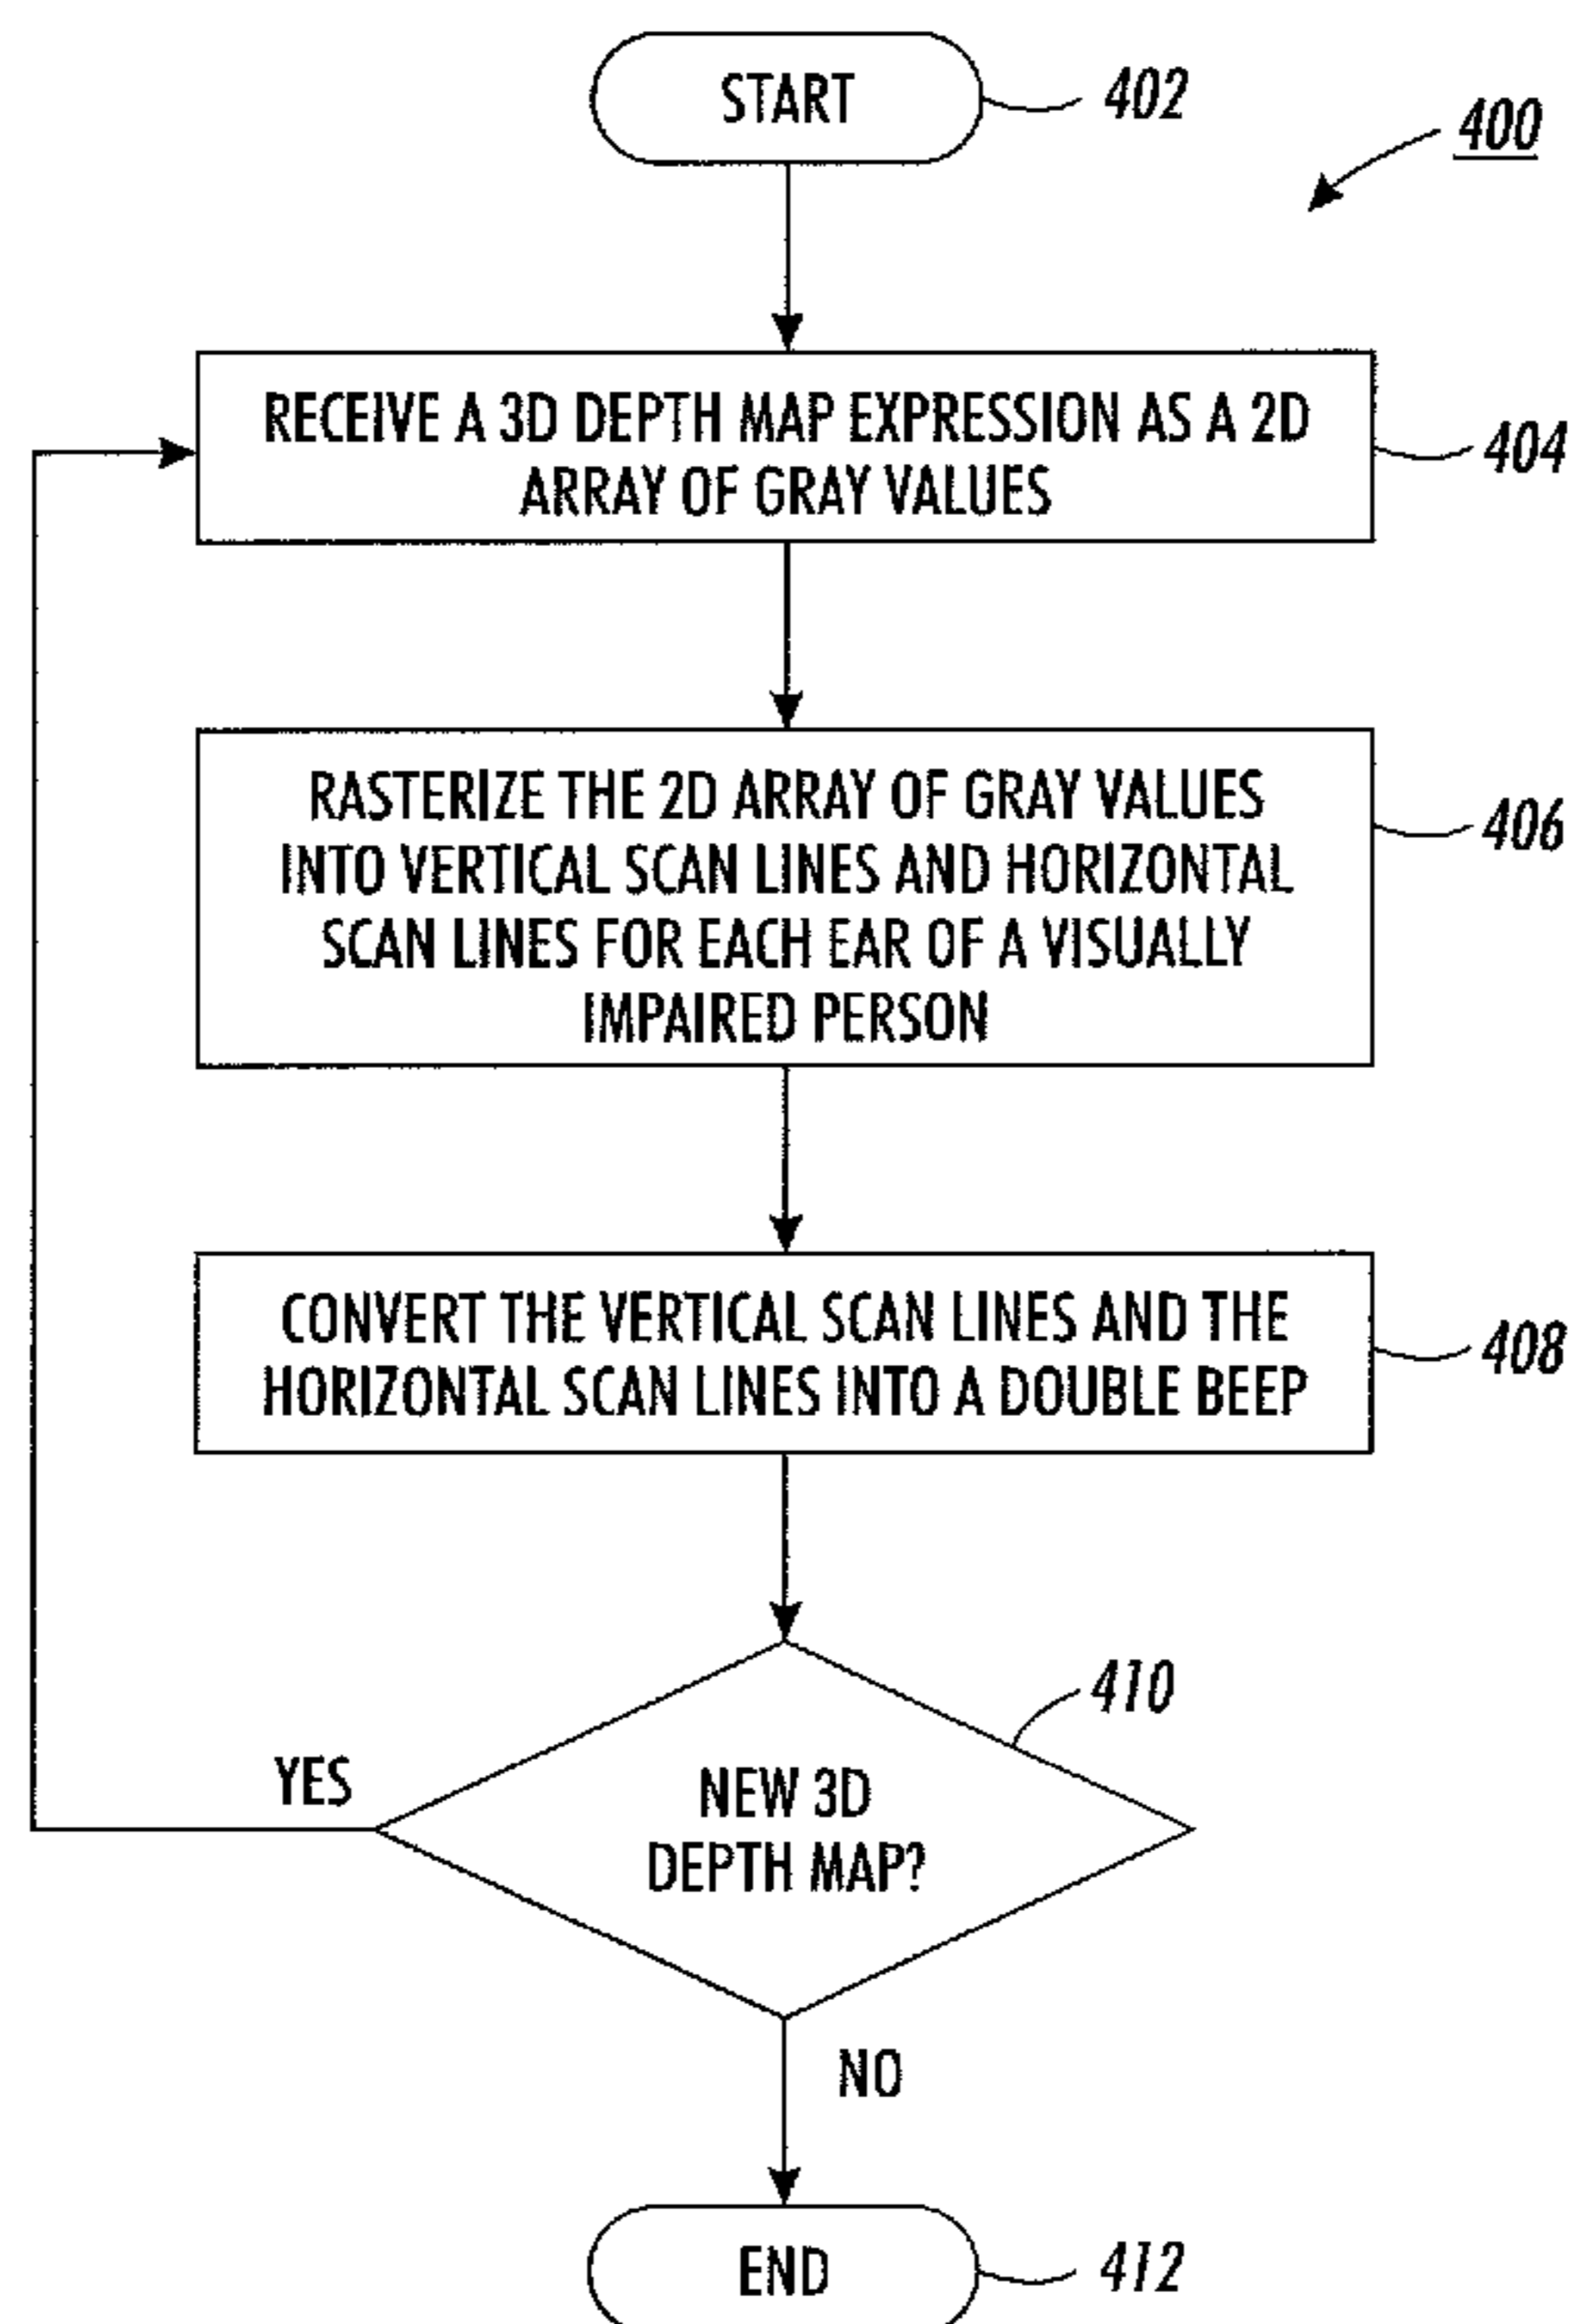 START
402
400
RECEIVE A 3D DEPTH MAP EXPRESSION AS A 2D
ARRAY OF GRAY VALUES
404
RASTERIZE THE 2D ARRAY OF GRAY VALUES
INTO VERTICAL SCAN LINES AND HORIZONTAL
SCAN LINES FOR EACH EAR OF A VISUALLY
IMPAIRED PERSON
406
CONVERT THE VERTICAL SCAN LINES AND THE
HORIZONTAL SCAN LINES INTO A DOUBLE BEEP
408
410
YES
NEW 3D
DEPTH MAP?
NO
END
412